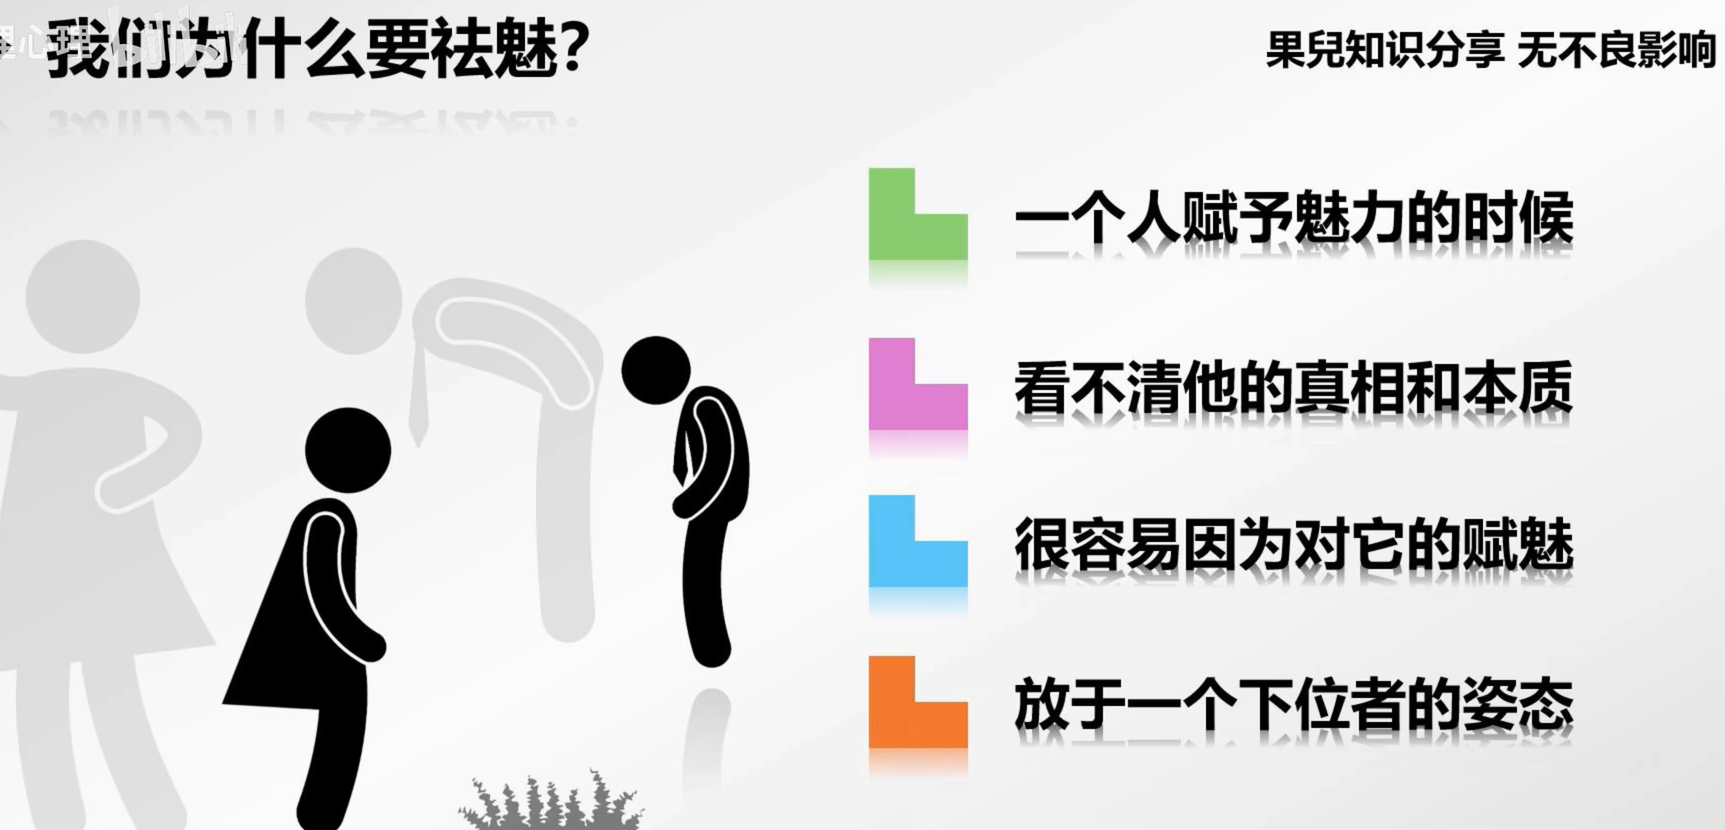 我们为什么要祛魅？
果兒知识分享 无不良影响
一个人赋予魅力的时候
看不清他的真相和本质
很容易因为对它的赋魅
放于一个下位者的姿态